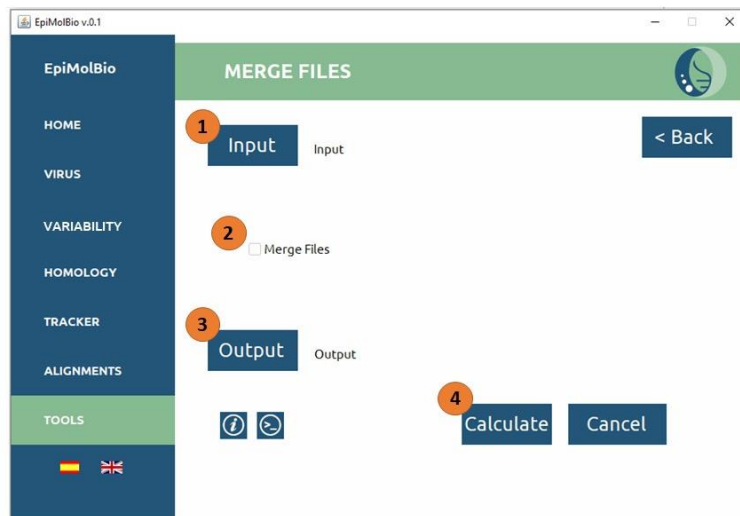 EpiMolBio v.0.1
EpiMolBio
MERGE FILES
HOME
VIRUS
VARIABILITY
HOMOLOGY
TRACKER
ALIGNMENTS
TOOLS
1
Input
Input
< Back
2
Merge Files
3
Output
Output
4
Calculate
Cancel